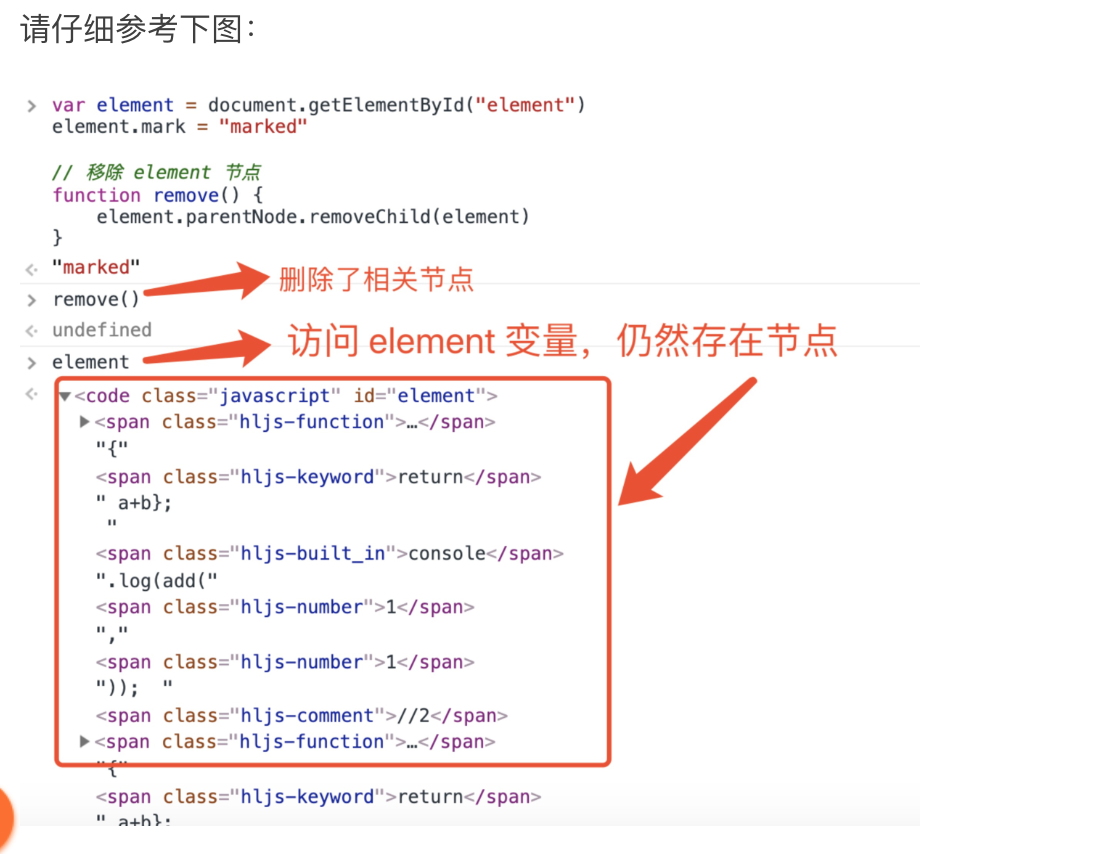 请仔细参考下图：
> var element = document.getElementById("element")
element.mark = "marked"
// 移除 element 节点
function remove() {
element.parentNode.removeChild(element)
}
"marked"
删除了相关节点
> remove()
undefined
访问 element 变量，仍然存在节点
> element
▼<code class="javascript" id="element">
▶<span class="hljs-function">…</span>
"{"
<span class="hljs-keyword">return</span>
" a+b};
"
<span class="hljs-built_in">console</span>
".log(add("
<span class="hljs-number">1</span>
","
<span class="hljs-number">1</span>
")); "
<span class="hljs-comment">//2</span>
▶<span class="hljs-function">…</span>
"{"
<span class="hljs-keyword">return</span>
" a+b};